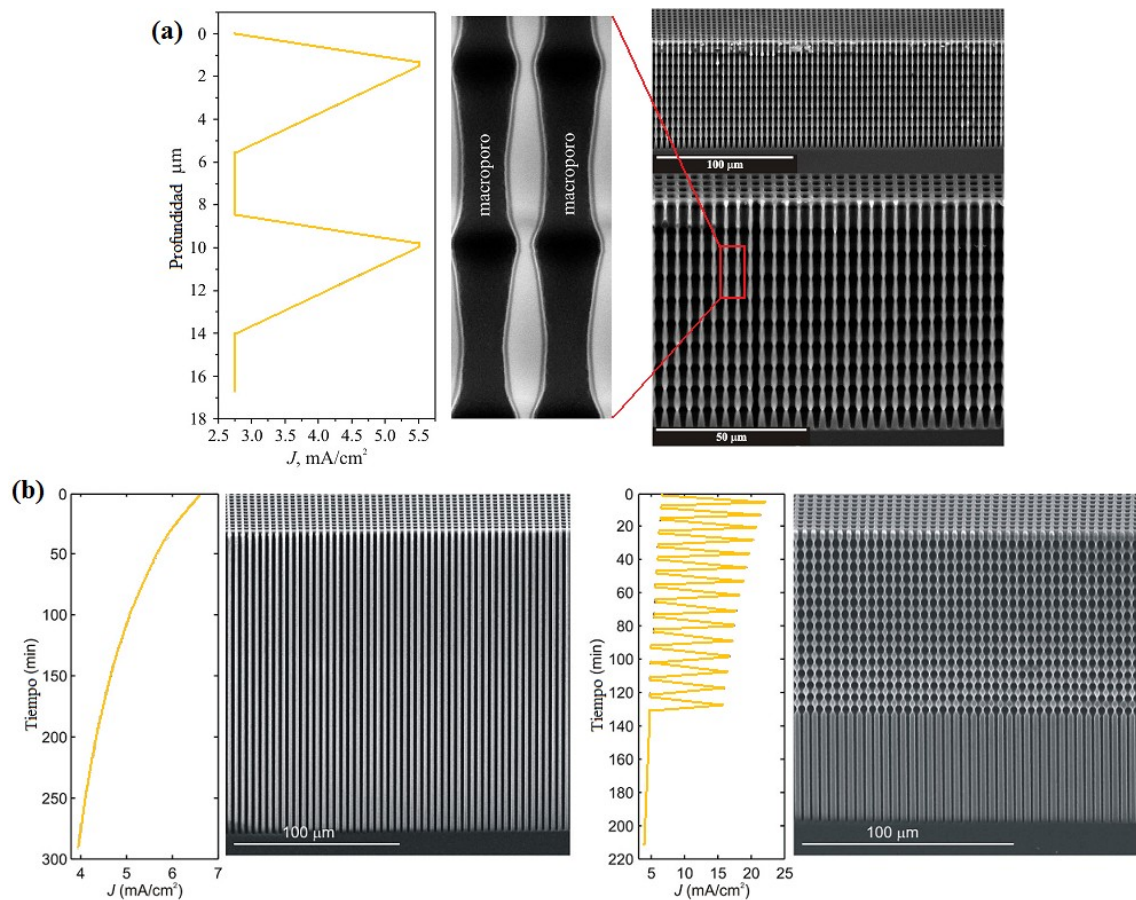 (a)
0
2
4
6
8
10
12
14
16
18
Profundidad μm
2.5 3.0 3.5 4.0 4.5 5.0 5.5
J, mA/cm²
macroporo
macroporo
100 μm
50 μm
(b)
0
50
100
150
200
250
300
Tiempo (min)
4 5 6 7
J (mA/cm²)
100 μm
0
20
40
60
80
100
120
140
160
180
200
220
Tiempo (min)
5 10 15 20 25
J (mA/cm²)
100 μm